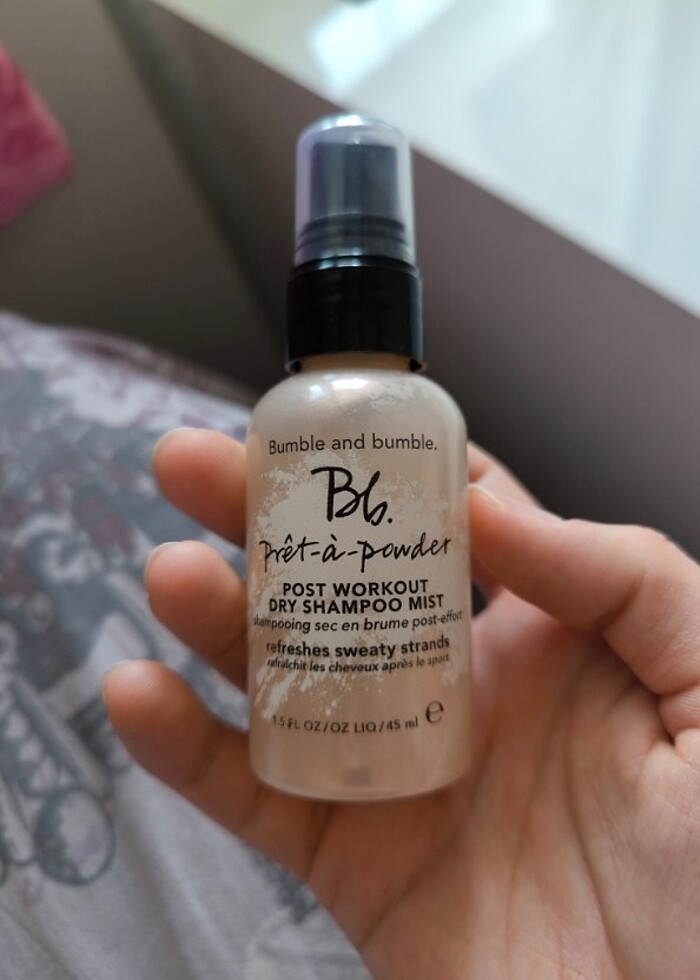 Bumble and bumble.
Bb.
prêt-à-powder
POST WORKOUT
DRY SHAMPOO MIST
shampooing sec en brume post-effort
refreshes sweaty strands
rafraîchit les cheveux après le sport
1.5 FL OZ/OZ LIQ/45 ml ℮